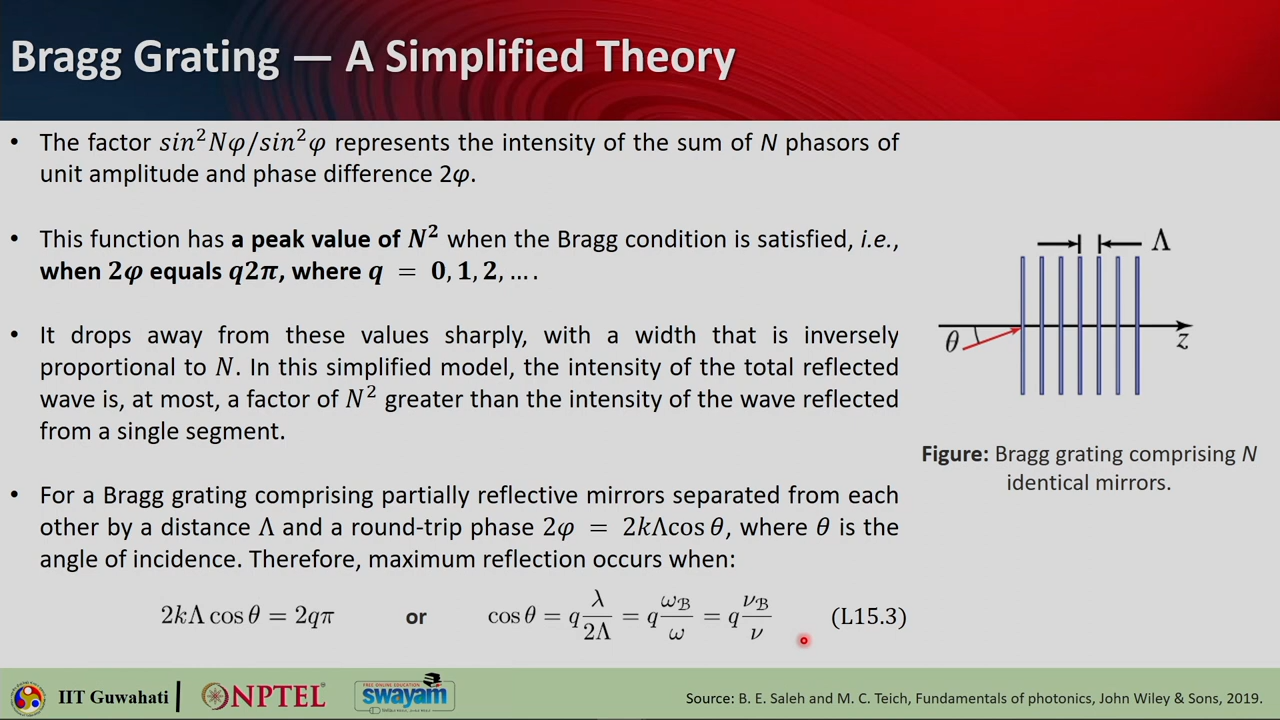 Bragg Grating — A Simplified Theory
• The factor sin²Nφ/sin²φ represents the intensity of the sum of N phasors of
unit amplitude and phase difference 2φ.
• This function has a peak value of N² when the Bragg condition is satisfied, i.e.,
when 2φ equals q2π, where q = 0, 1, 2, … .
• It drops away from these values sharply, with a width that is inversely
proportional to N. In this simplified model, the intensity of the total reflected
wave is, at most, a factor of N² greater than the intensity of the wave reflected
from a single segment.
• For a Bragg grating comprising partially reflective mirrors separated from each
other by a distance Λ and a round-trip phase 2φ = 2kΛcos θ, where θ is the
angle of incidence. Therefore, maximum reflection occurs when:
2kΛ cos θ = 2qπ or cos θ = q λ/2Λ = q ω_ℬ/ω = q ν_ℬ/ν (L15.3)
Λ
θ
z
Figure: Bragg grating comprising N
identical mirrors.
IIT Guwahati
NPTEL
FREE ONLINE EDUCATION
swayam
Source: B. E. Saleh and M. C. Teich, Fundamentals of photonics, John Wiley & Sons, 2019.